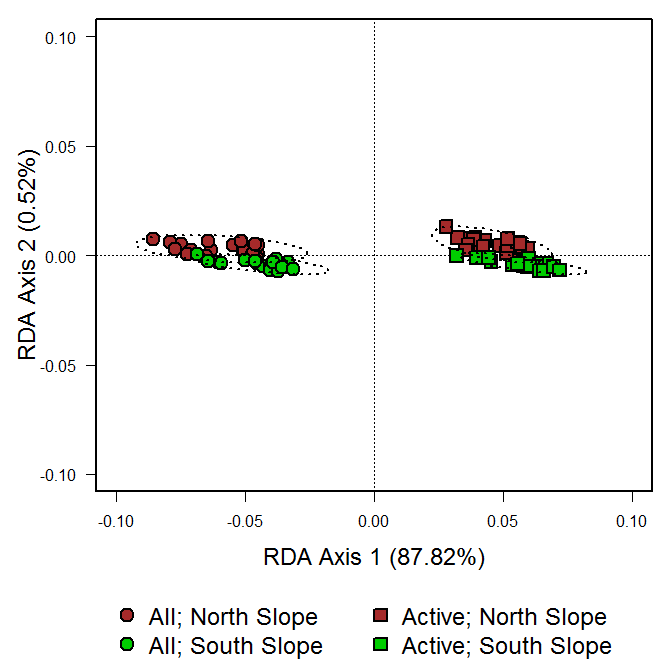 0.10
0.05
0.00
-0.05
-0.10
RDA Axis 2 (0.52%)
-0.10 -0.05 0.00 0.05 0.10
RDA Axis 1 (87.82%)
All; North Slope Active; North Slope
All; South Slope Active; South Slope